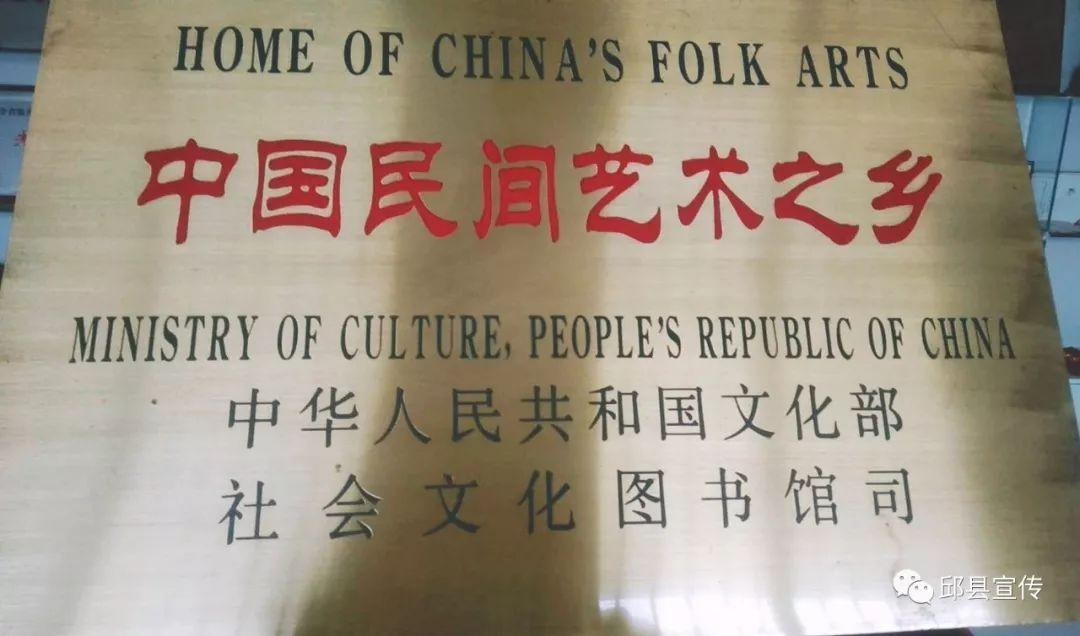 HOME OF CHINA'S FOLK ARTS
中国民间艺术之乡
MINISTRY OF CULTURE, PEOPLE'S REPUBLIC OF CHINA
中华人民共和国文化部
社会文化图书馆司
邱县宣传